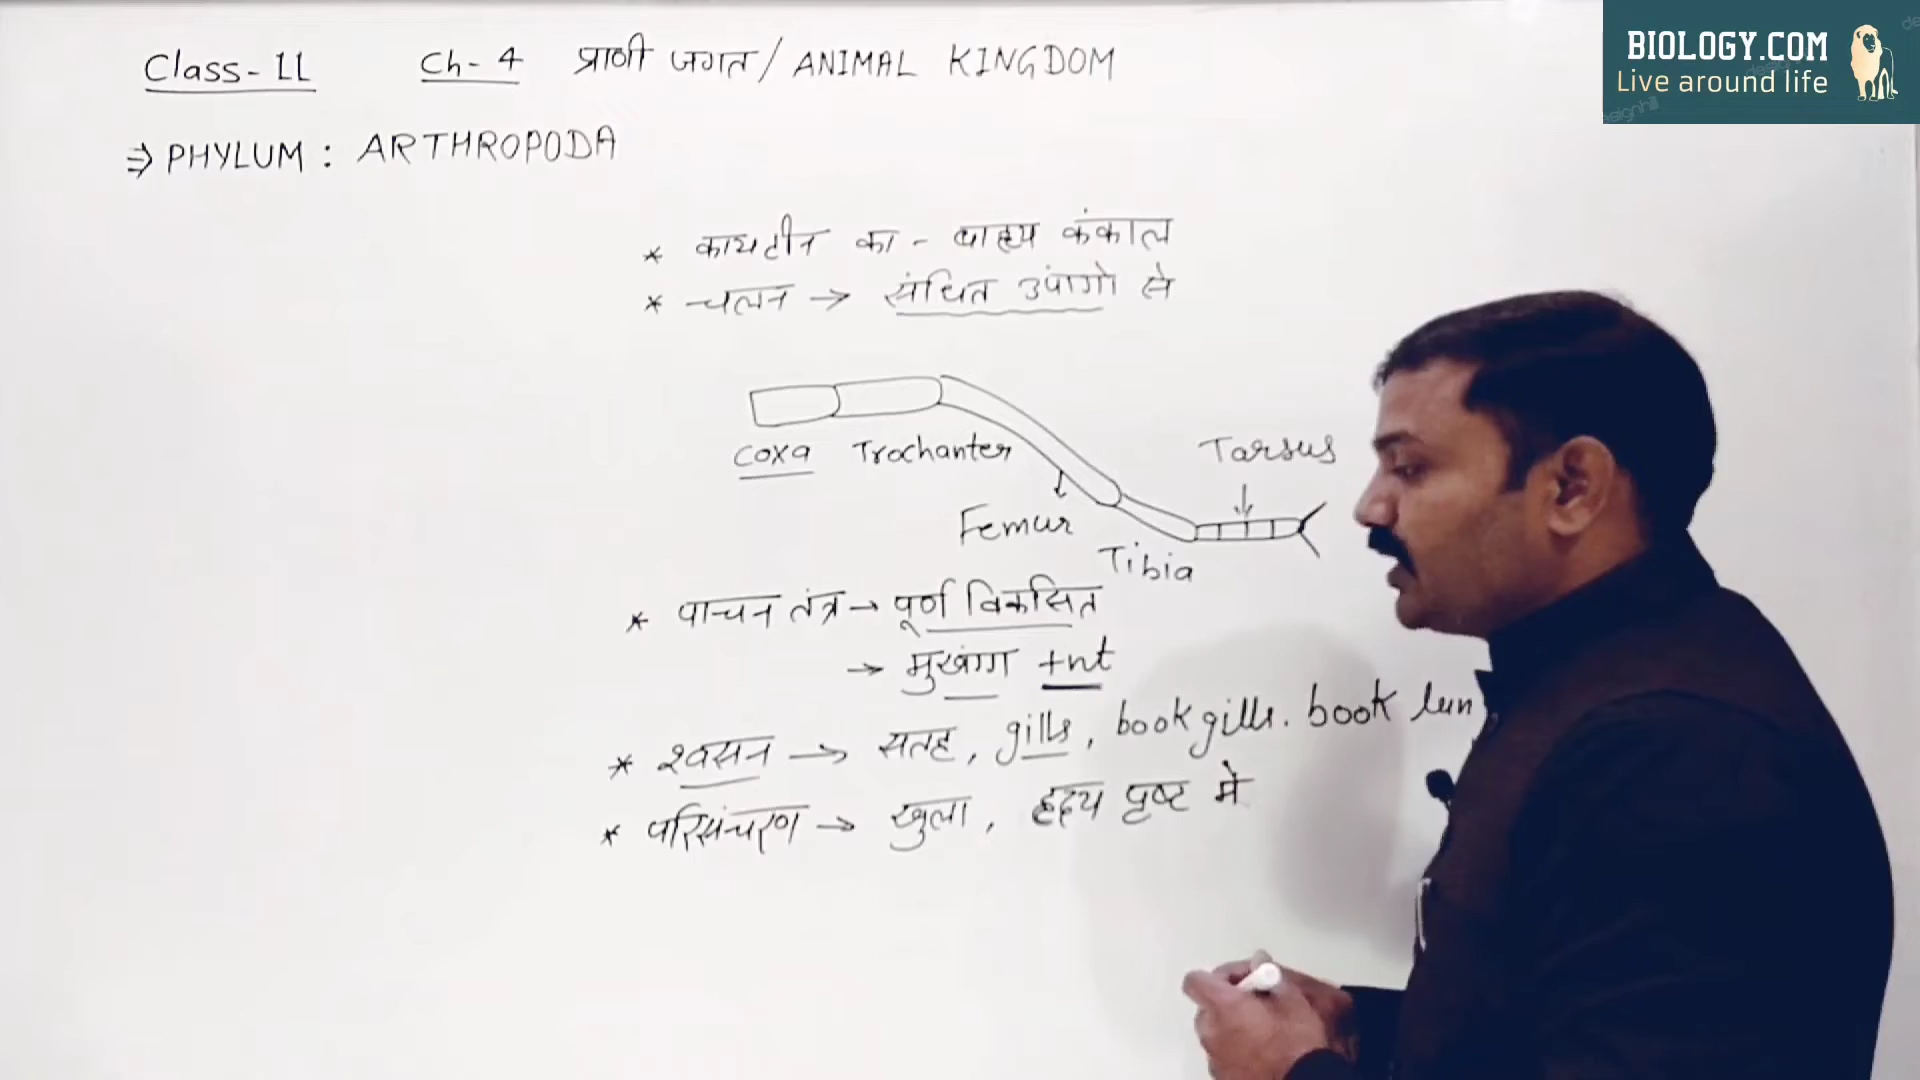 BIOLOGY.COM
Live around life
Class-11 Ch-4 प्राणी जगत/ANIMAL KINGDOM
⇒ PHYLUM: ARTHROPODA
* कायटीन का - बाह्य कंकाल
* चलन → संधित उपांगो से
Coxa Trochanter Tarsus
Femur
Tibia
* पाचन तंत्र → पूर्ण विकसित
→ मुखांग +nt
* श्वसन → सतह, gills, book gills. book lun
* परिसंचरण → खुला, हृदय पृष्ट मे